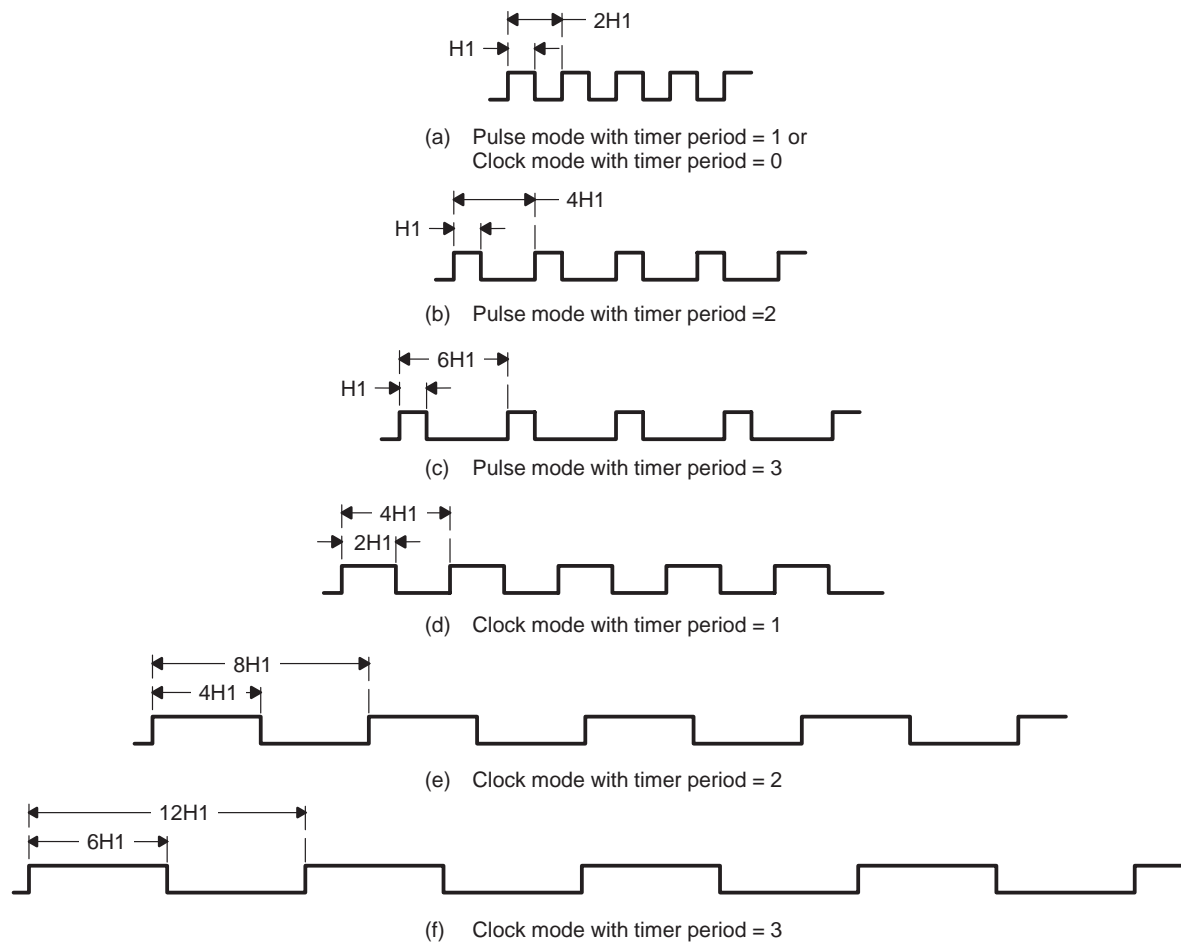 2H1
H1
(a) Pulse mode with timer period = 1 or
Clock mode with timer period = 0
4H1
H1
(b) Pulse mode with timer period =2
6H1
H1
(c) Pulse mode with timer period = 3
4H1
2H1
(d) Clock mode with timer period = 1
8H1
4H1
(e) Clock mode with timer period = 2
12H1
6H1
(f) Clock mode with timer period = 3